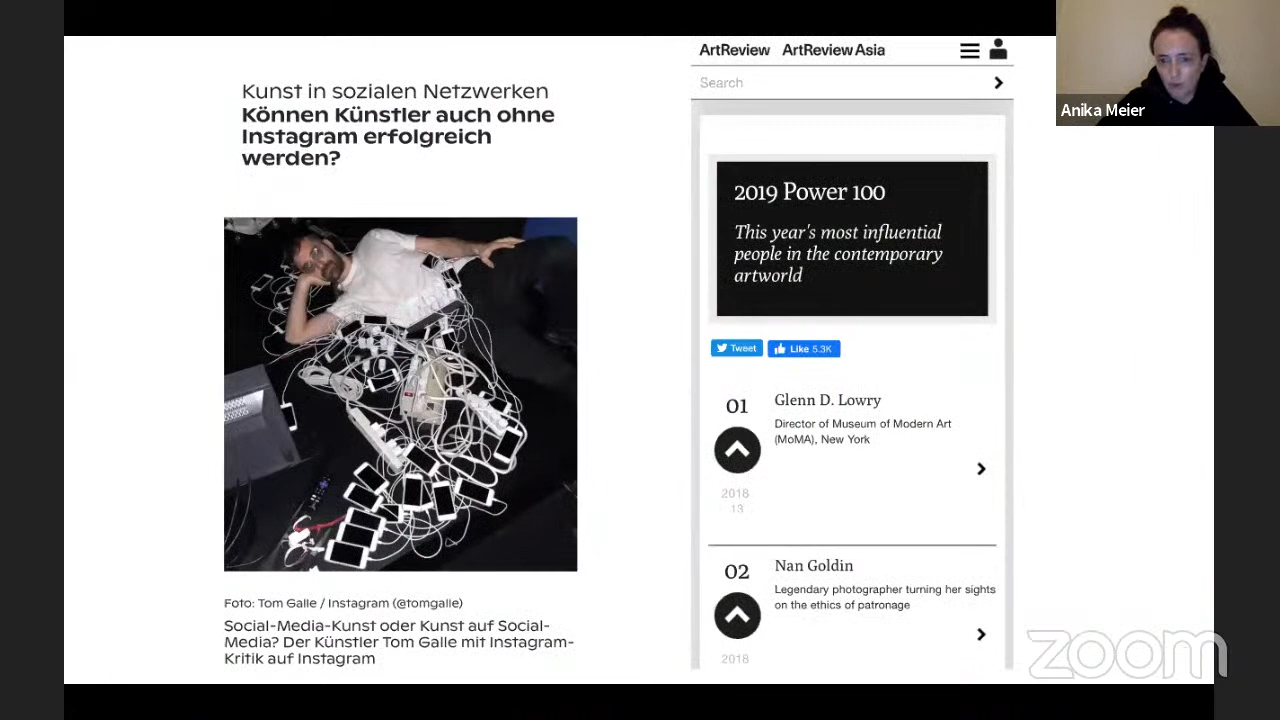 Kunst in sozialen Netzwerken
Können Künstler auch ohne
Instagram erfolgreich
werden?
Foto: Tom Galle / Instagram (@tomgalle)
Social-Media-Kunst oder Kunst auf Social-
Media? Der Künstler Tom Galle mit Instagram-
Kritik auf Instagram
ArtReview ArtReview Asia
Search
2019 Power 100
This year's most influential
people in the contemporary
artworld
Tweet Like 5.3K
01 Glenn D. Lowry
Director of Museum of Modern Art
(MoMA), New York
2018
13
02 Nan Goldin
Legendary photographer turning her sights
on the ethics of patronage
2018
Anika Meier
zoom